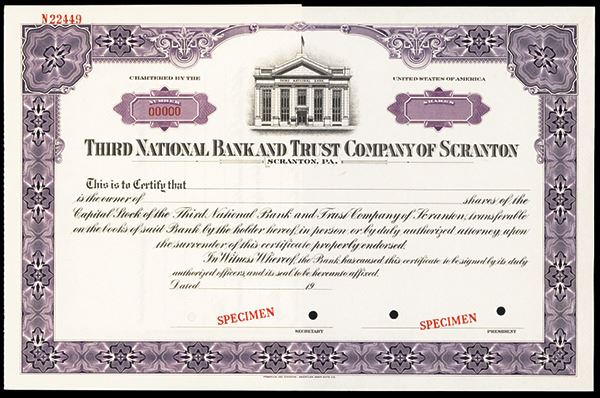 N22449
CHARTERED BY THE
UNITED STATES OF AMERICA
THIRD NATIONAL BANK
NUMBER
00000
SHARES
THIRD NATIONAL BANK AND TRUST COMPANY OF SCRANTON
SCRANTON, PA.
This is to Certify that
is the owner of shares of the
Capital Stock of the Third National Bank and Trust Company of Scranton, transferable
on the books of said Bank by the holder hereof, in person or by duly authorized attorney, upon
the surrender of this certificate properly endorsed.
In Witness Whereof, the Bank has caused this certificate to be signed by its duly
authorized officers, and its seal to be hereunto affixed.
Dated 19
SPECIMEN
SPECIMEN
SECRETARY
PRESIDENT